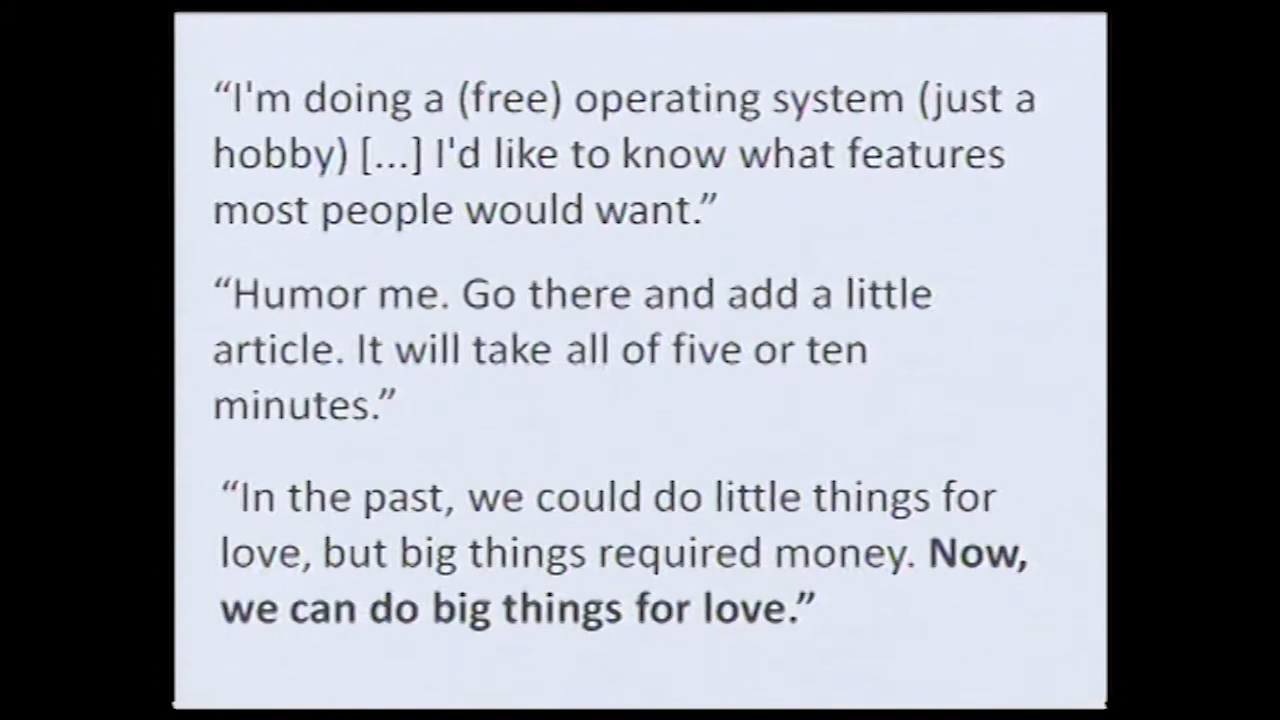 “I'm doing a (free) operating system (just a
hobby) [...] I'd like to know what features
most people would want.”
“Humor me. Go there and add a little
article. It will take all of five or ten
minutes.”
“In the past, we could do little things for
love, but big things required money. Now,
we can do big things for love.”